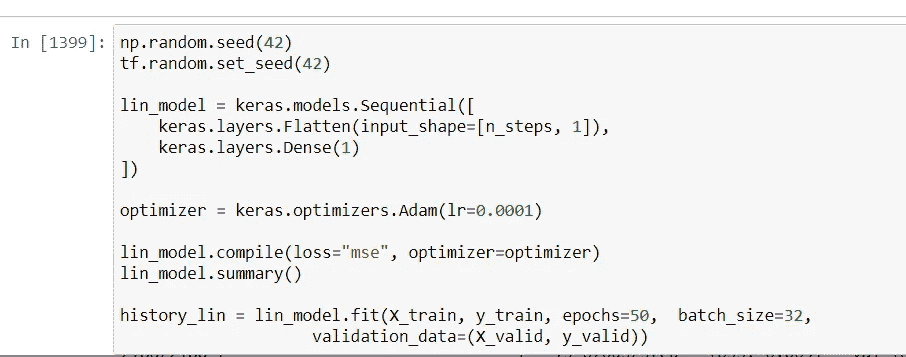 In [1399]: np.random.seed(42)
tf.random.set_seed(42)
lin_model = keras.models.Sequential([
keras.layers.Flatten(input_shape=[n_steps, 1]),
keras.layers.Dense(1)
])
optimizer = keras.optimizers.Adam(lr=0.0001)
lin_model.compile(loss="mse", optimizer=optimizer)
lin_model.summary()
history_lin = lin_model.fit(X_train, y_train, epochs=50,  batch_size=32,
validation_data=(X_valid, y_valid))